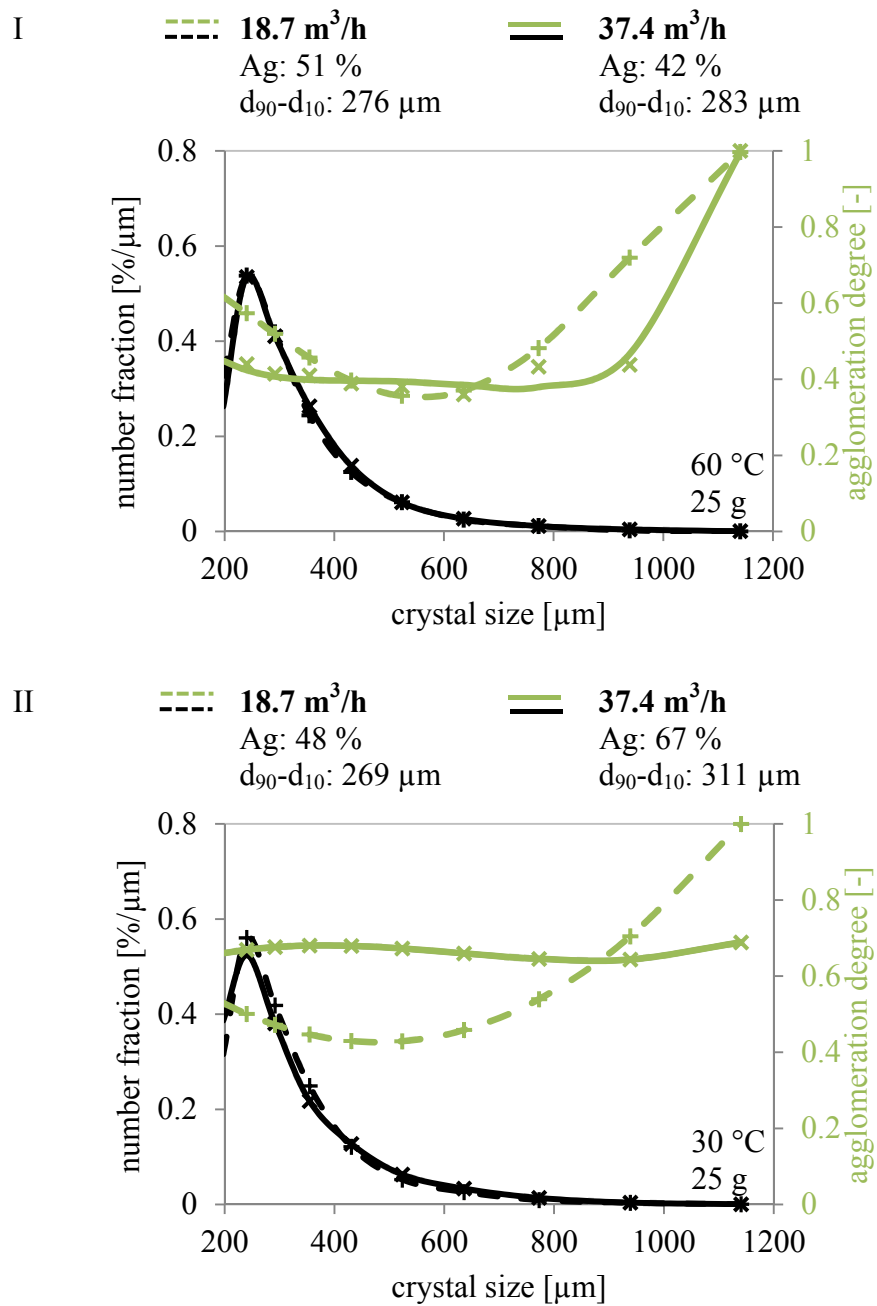 I
18.7 m³/h 37.4 m³/h
Ag: 51 % Ag: 42 %
d₉₀-d₁₀: 276 µm d₉₀-d₁₀: 283 µm
number fraction [%/µm]
0.8
0.6
0.4
0.2
0
1
0.8
0.6
0.4
0.2
0
agglomeration degree [-]
60 °C
25 g
200 400 600 800 1000 1200
crystal size [µm]
II
18.7 m³/h 37.4 m³/h
Ag: 48 % Ag: 67 %
d₉₀-d₁₀: 269 µm d₉₀-d₁₀: 311 µm
number fraction [%/µm]
0.8
0.6
0.4
0.2
0
1
0.8
0.6
0.4
0.2
0
agglomeration degree [-]
30 °C
25 g
200 400 600 800 1000 1200
crystal size [µm]